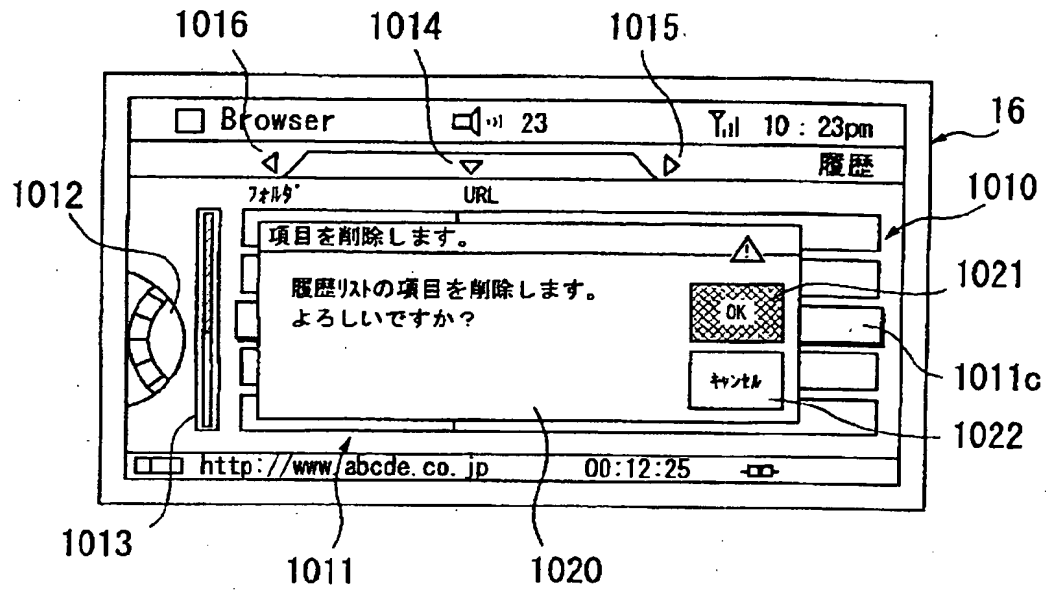 1016 1014 1015
16
Browser 23 10:23pm
履歴
1012
フォルダ URL
1010
項目を削除します。
1021
履歴リストの項目を削除します。
よろしいですか?
OK
1011c
キャンセル
1022
http://www.abcde.co.jp 00:12:25
1013
1011
1020